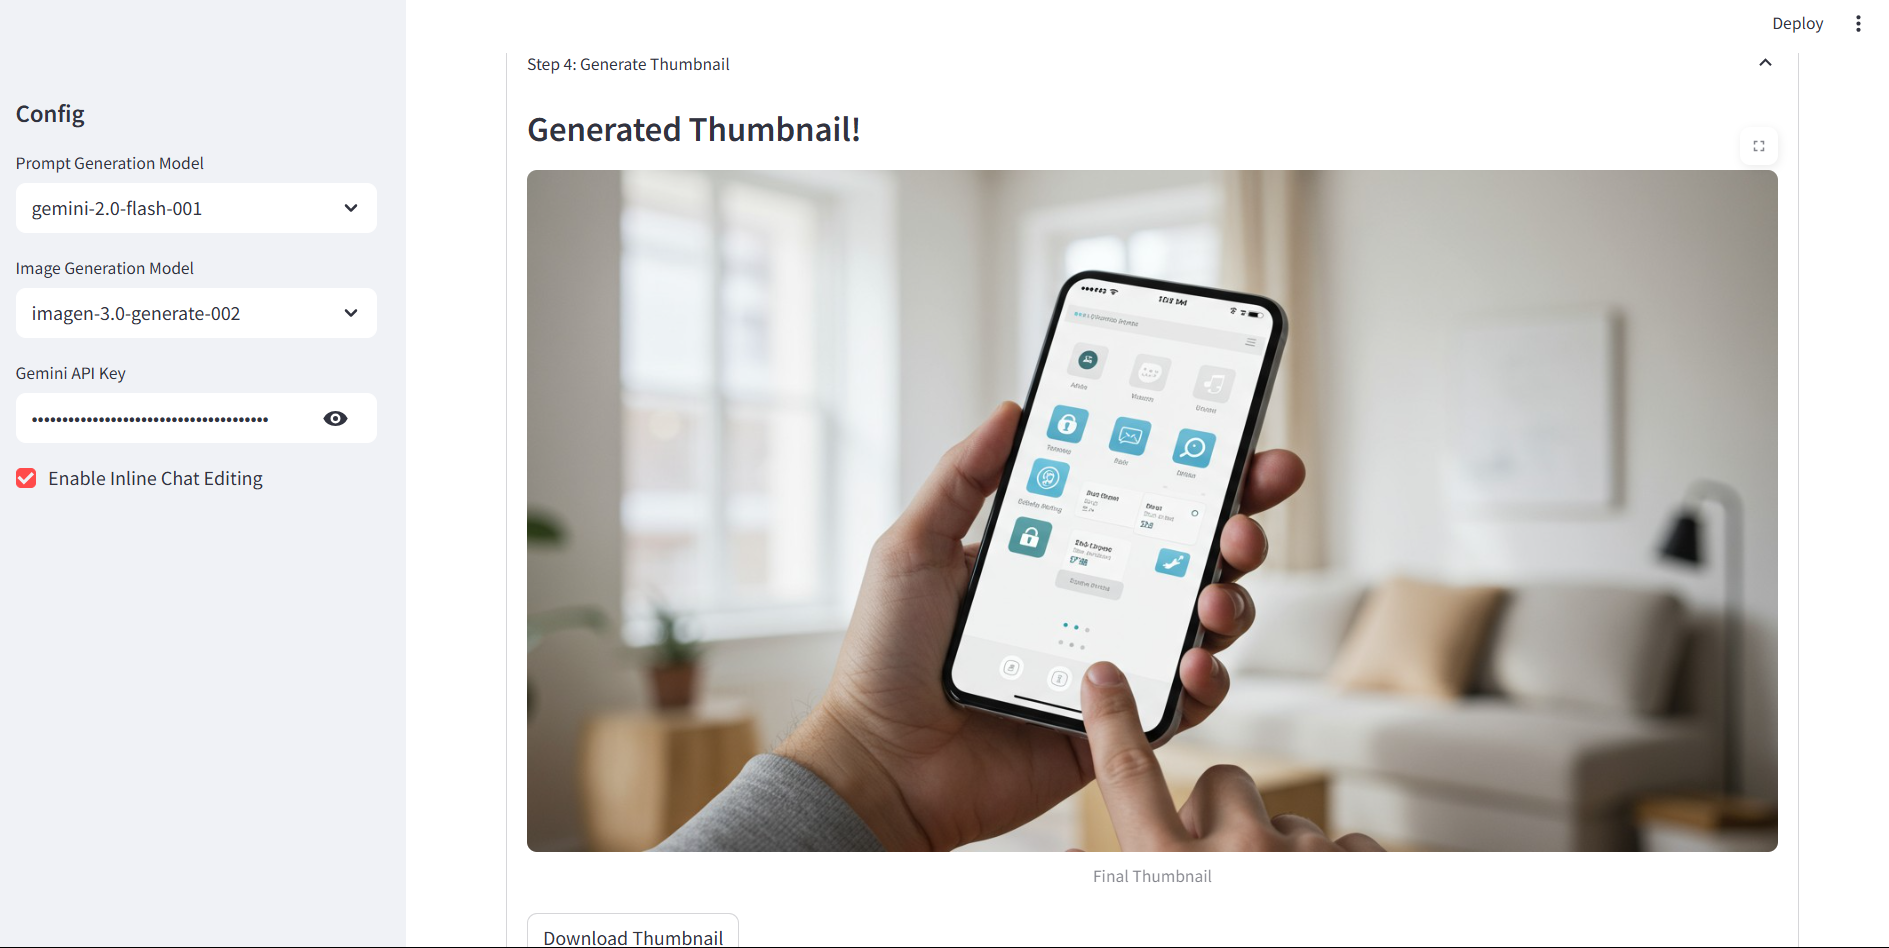 Deploy
Config
Prompt Generation Model
gemini-2.0-flash-001
Image Generation Model
imagen-3.0-generate-002
Gemini API Key
Enable Inline Chat Editing
Step 4: Generate Thumbnail
Generated Thumbnail!
Final Thumbnail
Download Thumbnail